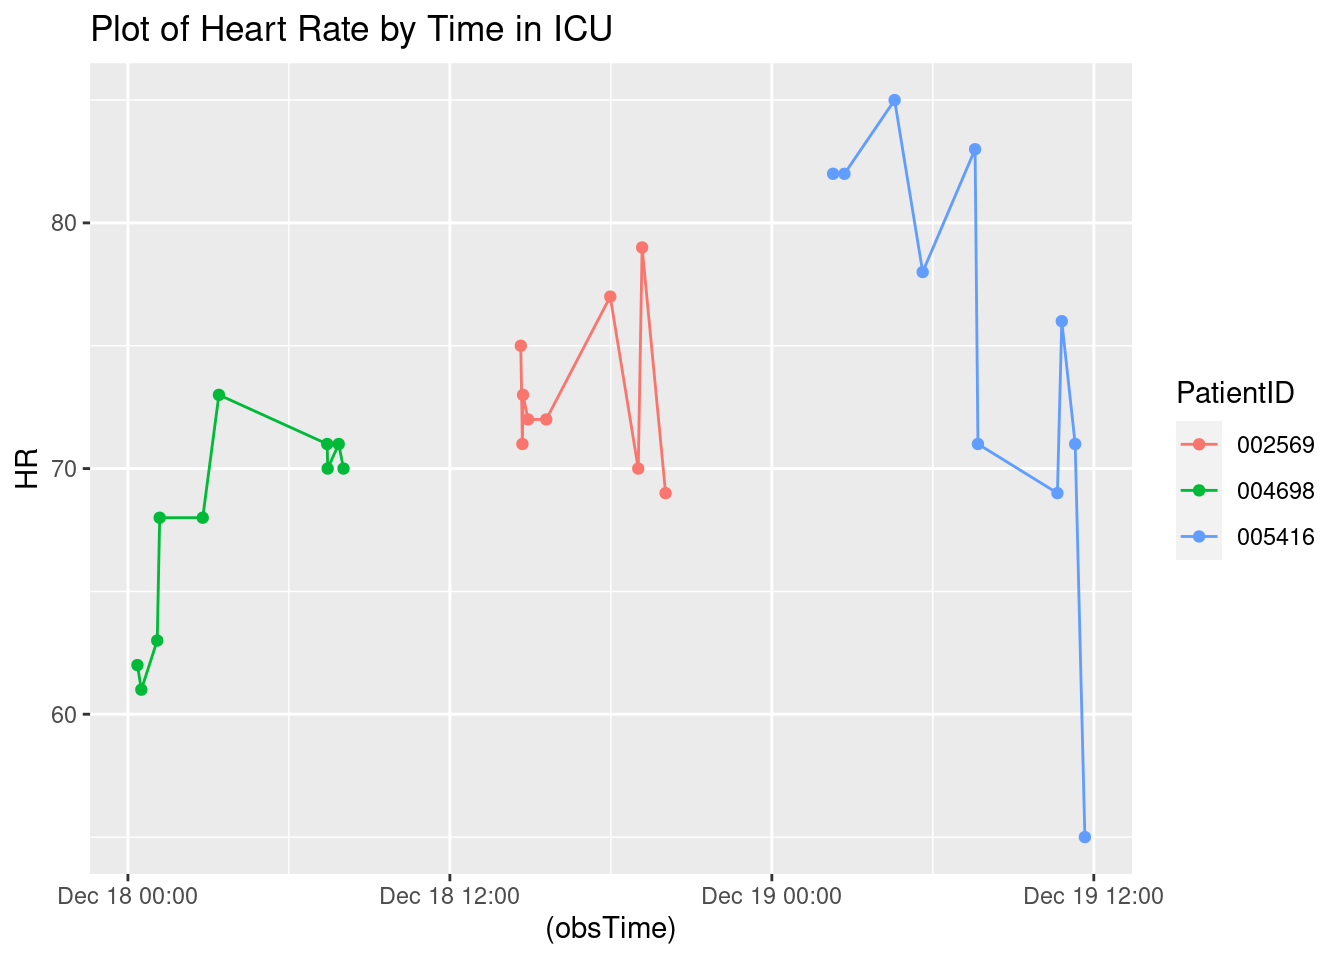 Plot of Heart Rate by Time in ICU
HR
80
70
60
Dec 18 00:00
Dec 18 12:00
Dec 19 00:00
Dec 19 12:00
(obsTime)
PatientID
002569
004698
005416